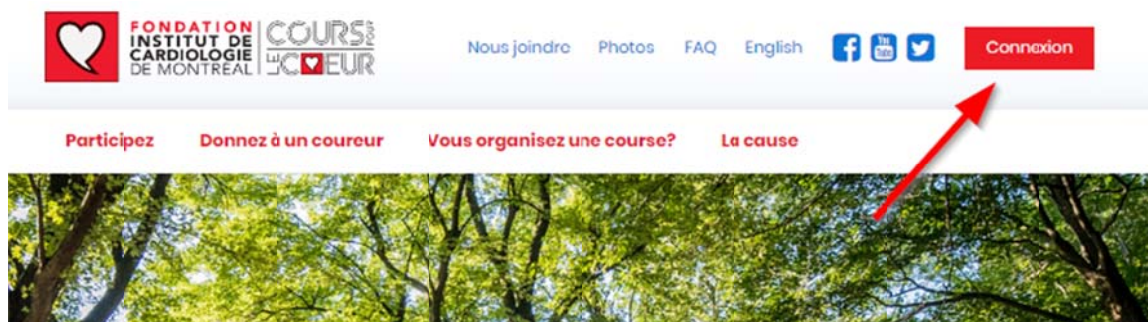 FONDATION
INSTITUT DE
CARDIOLOGIE
DE MONTRÉAL
COURS POUR
LE CŒUR
Nous joindre Photos FAQ English You Tube Connexion
Participez Donnez à un coureur Vous organisez une course? La cause